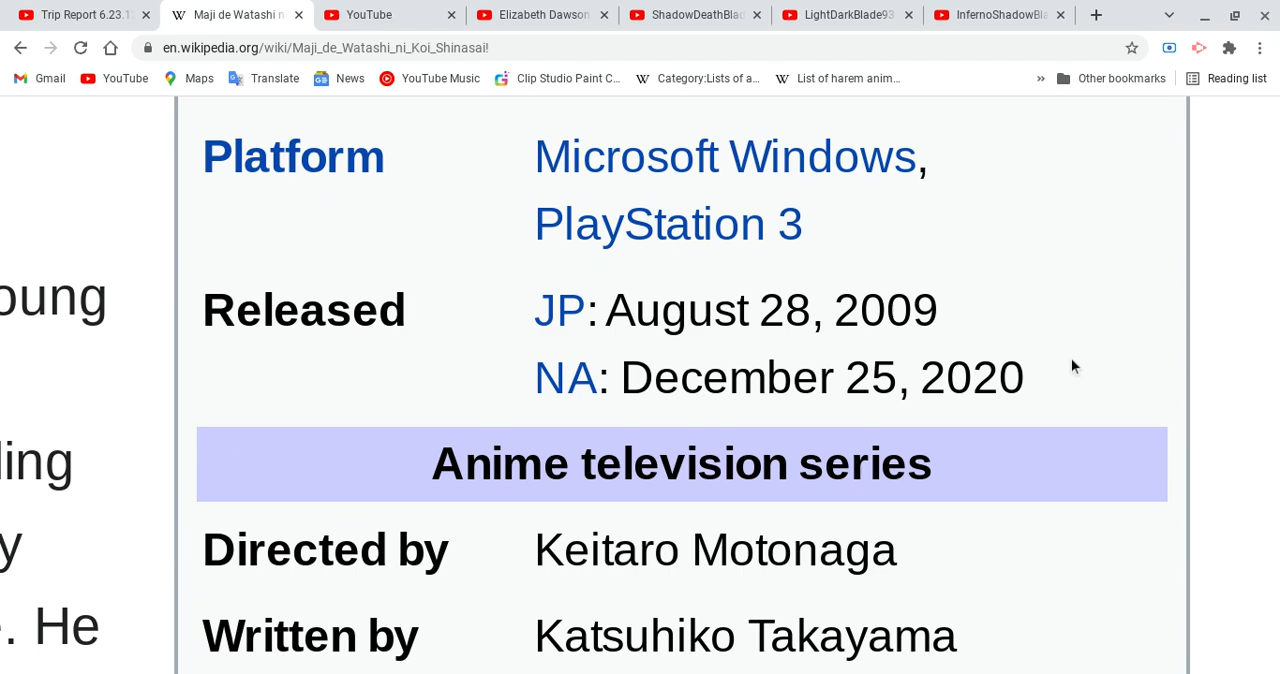 Trip Report 6.23.1
Maji de Watashi n
YouTube
Elizabeth Dawson
ShadowDeathBlad
LightDarkBlade93
InfernoShadowBl
en.wikipedia.org/wiki/Maji_de_Watashi_ni_Koi_Shinasai!
Gmail
YouTube
Maps
Translate
News
YouTube Music
Clip Studio Paint C...
Category:Lists of a...
List of harem anim...
»
Other bookmarks
Reading list
Platform
Microsoft Windows,
PlayStation 3
oung
Released
JP: August 28, 2009
NA: December 25, 2020
ling
Anime television series
y
Directed by
Keitaro Motonaga
. He
Written by
Katsuhiko Takayama